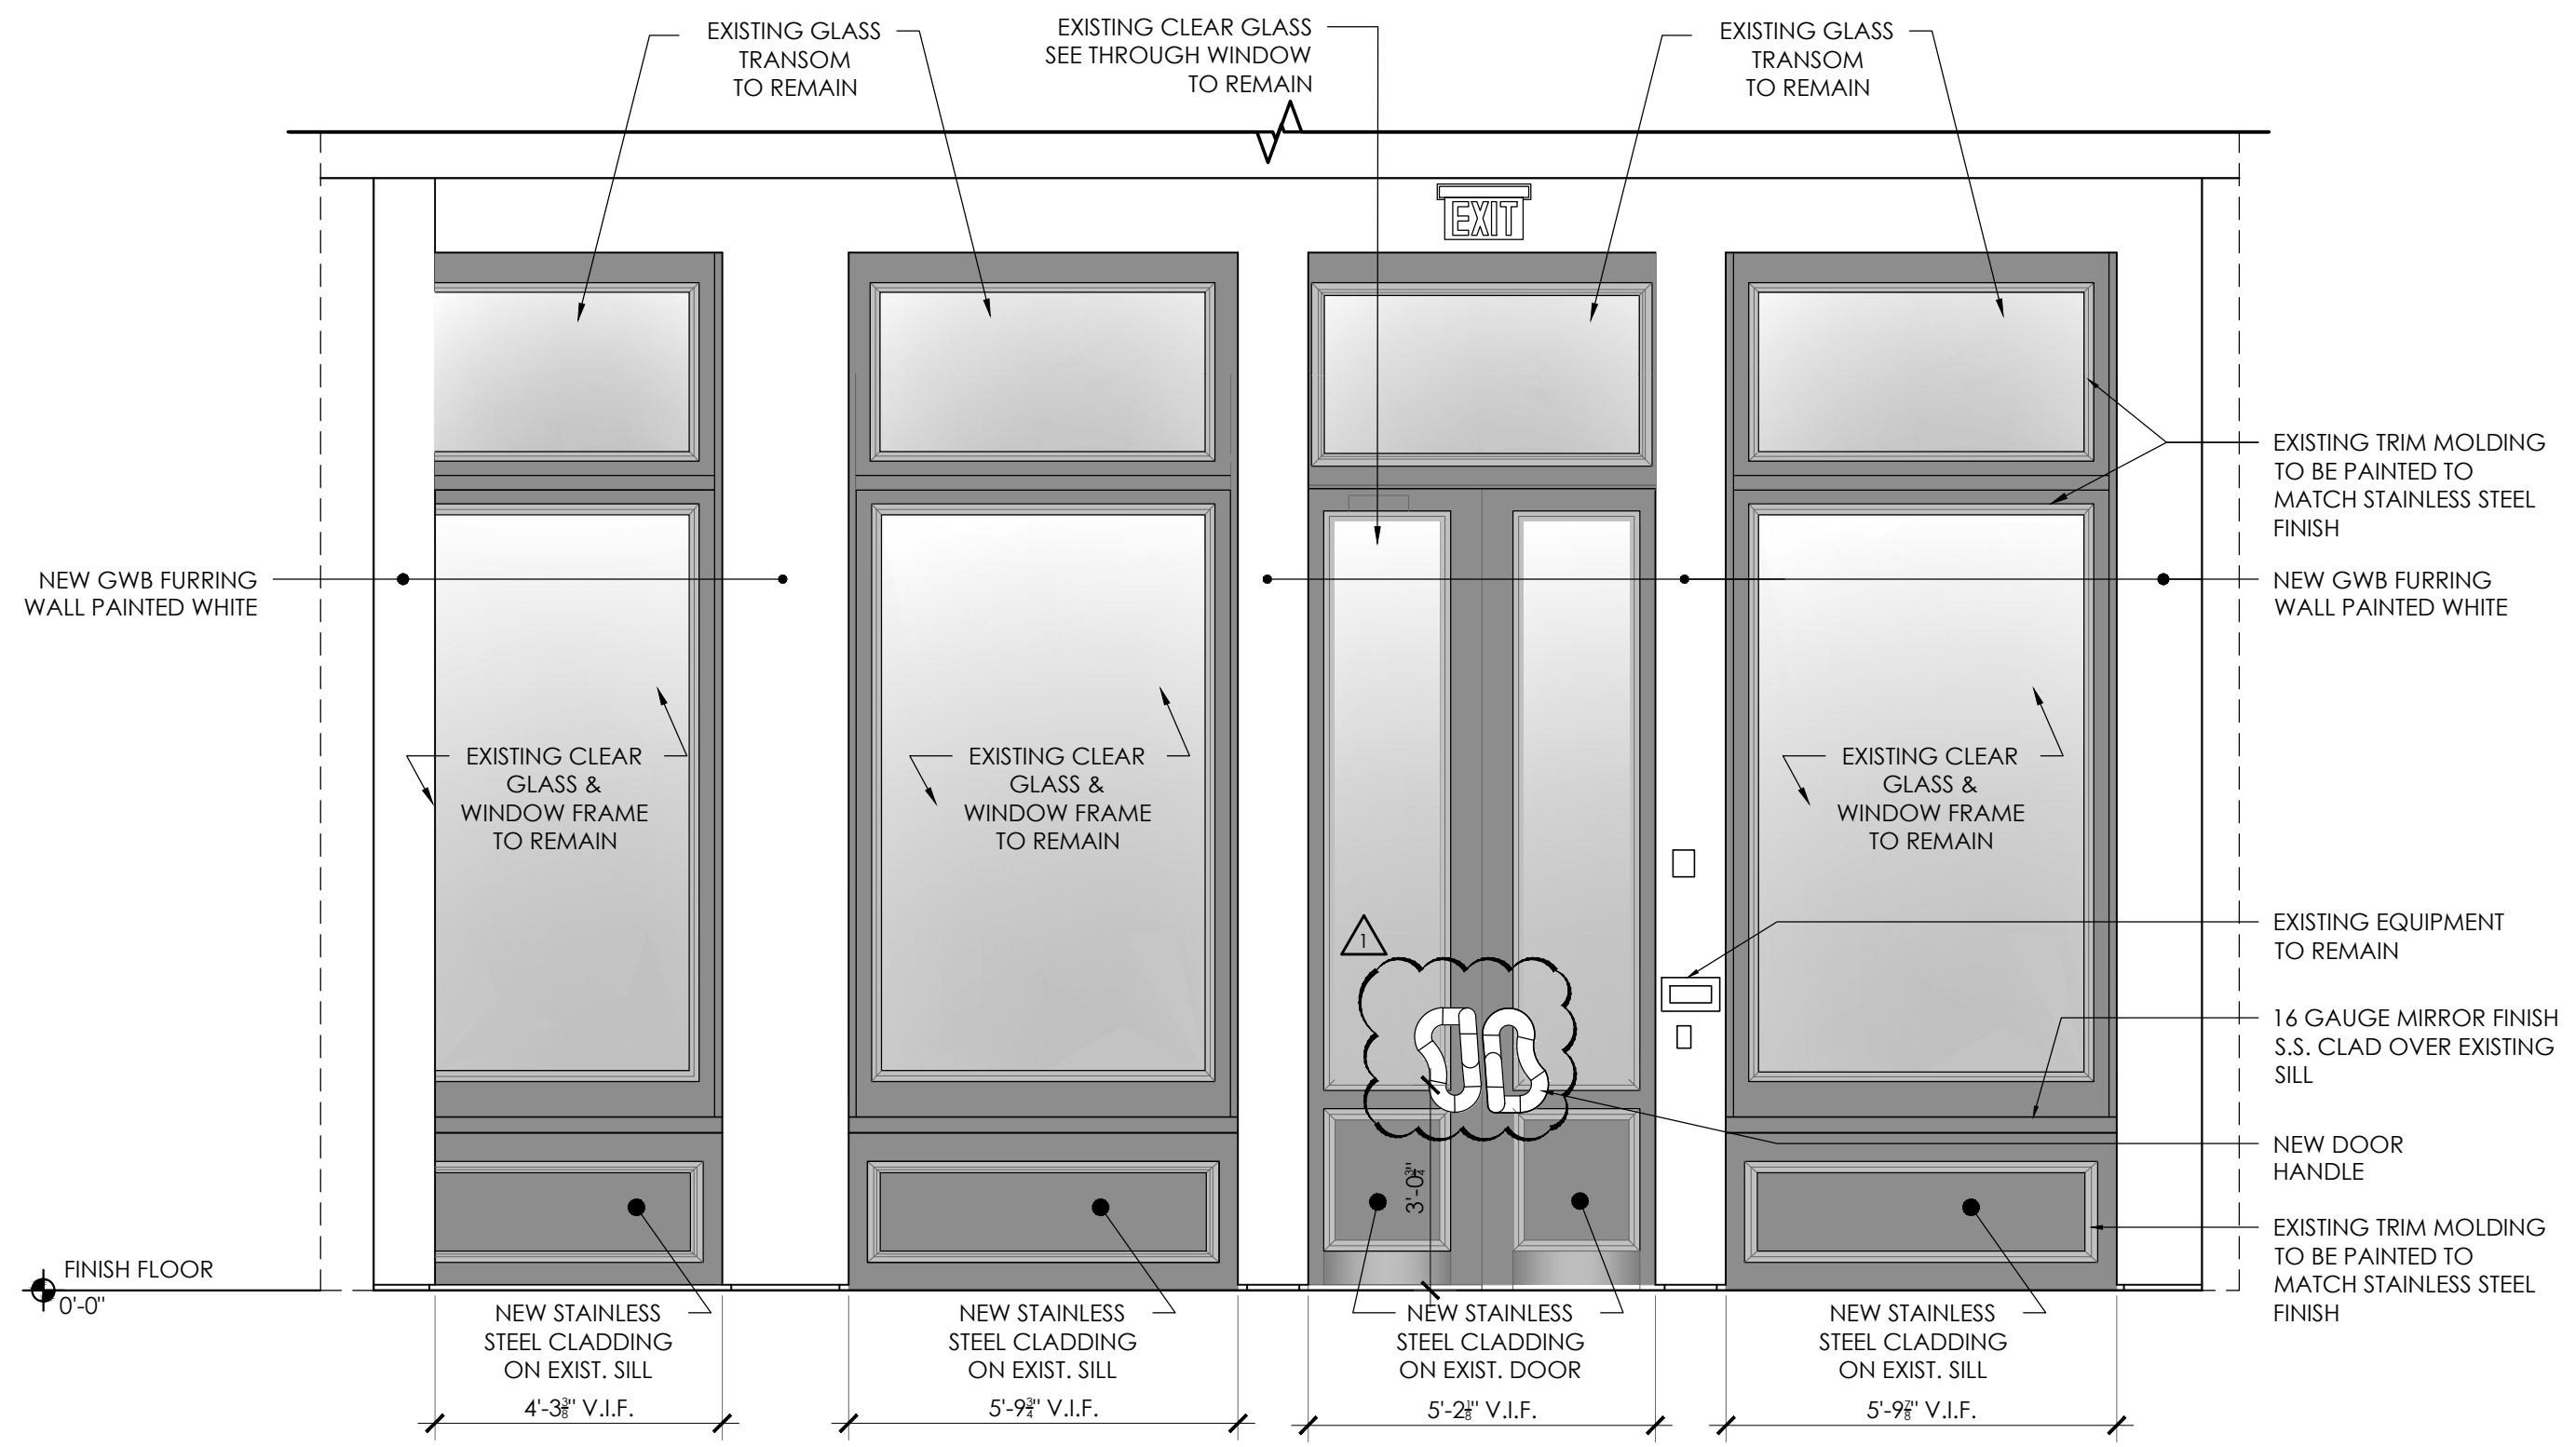 EXISTING GLASS
TRANSOM
TO REMAIN
EXISTING CLEAR GLASS
SEE THROUGH WINDOW
TO REMAIN
EXISTING GLASS
TRANSOM
TO REMAIN
EXIT
EXISTING TRIM MOLDING
TO BE PAINTED TO
MATCH STAINLESS STEEL
FINISH
NEW GWB FURRING
WALL PAINTED WHITE
NEW GWB FURRING
WALL PAINTED WHITE
EXISTING CLEAR
GLASS &
WINDOW FRAME
TO REMAIN
EXISTING CLEAR
GLASS &
WINDOW FRAME
TO REMAIN
EXISTING CLEAR
GLASS &
WINDOW FRAME
TO REMAIN
1
EXISTING EQUIPMENT
TO REMAIN
16 GAUGE MIRROR FINISH
S.S. CLAD OVER EXISTING
SILL
NEW DOOR
HANDLE
3'-0¾"
EXISTING TRIM MOLDING
TO BE PAINTED TO
MATCH STAINLESS STEEL
FINISH
FINISH FLOOR
0'-0"
NEW STAINLESS
STEEL CLADDING
ON EXIST. SILL
NEW STAINLESS
STEEL CLADDING
ON EXIST. SILL
NEW STAINLESS
STEEL CLADDING
ON EXIST. DOOR
NEW STAINLESS
STEEL CLADDING
ON EXIST. SILL
4'-3⅜" V.I.F.
5'-9¾" V.I.F.
5'-2⅛" V.I.F.
5'-9⅞" V.I.F.